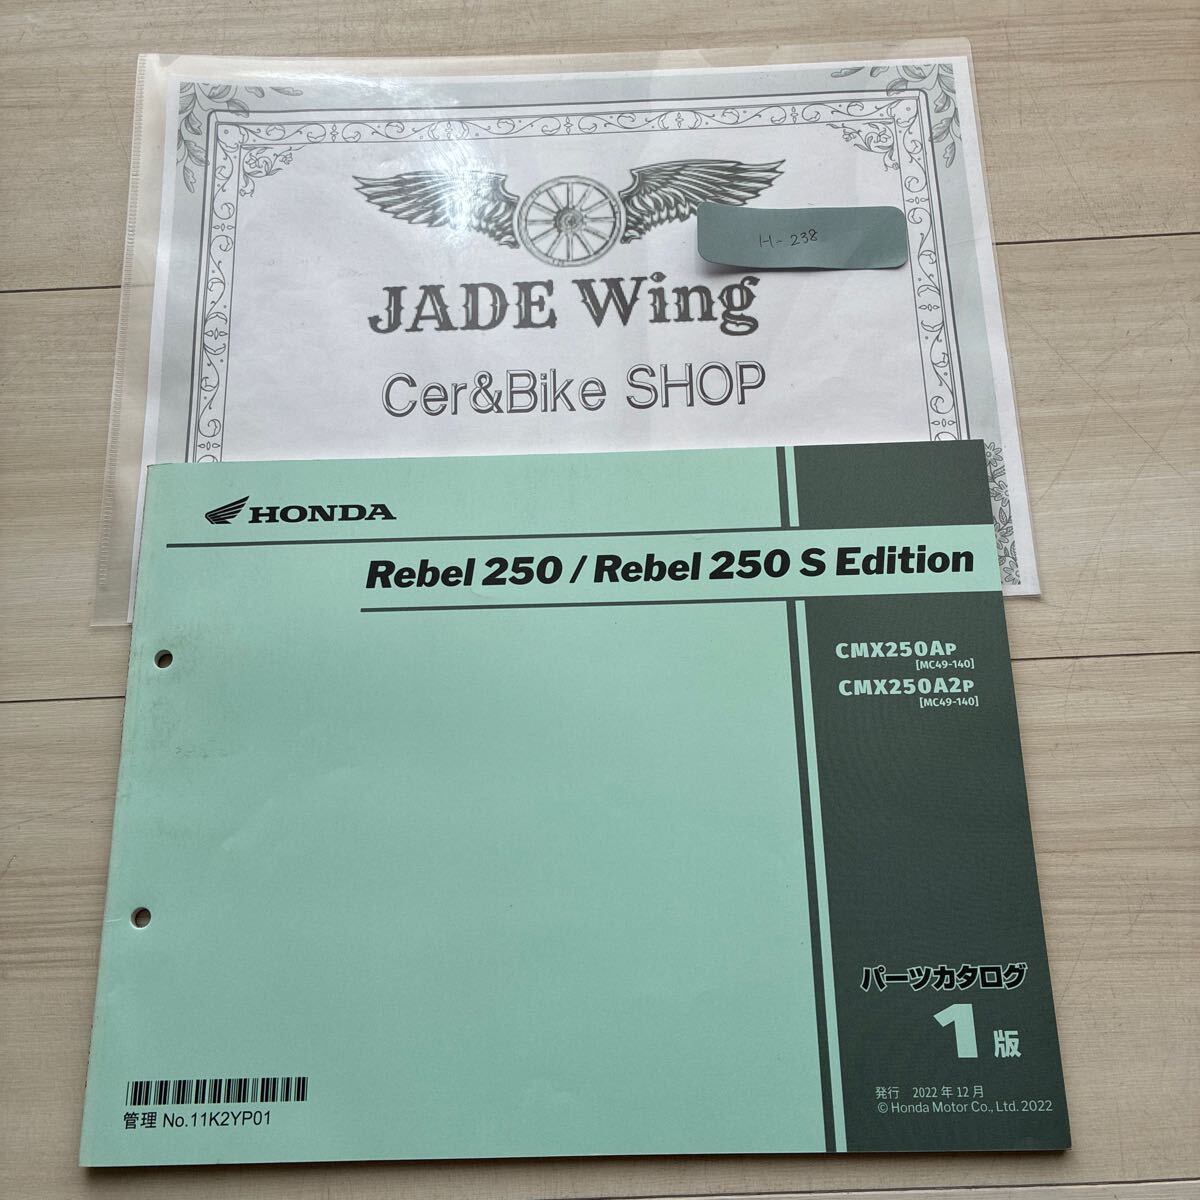 H-238
JADE Wing
Cer&Bike SHOP
HONDA
Rebel 250 / Rebel 250 S Edition
CMX250AP
[MC49-140]
CMX250A2P
[MC49-140]
パーツカタログ
1版
発行 2022年12月
© Honda Motor Co., Ltd. 2022
管理 No.11K2YP01